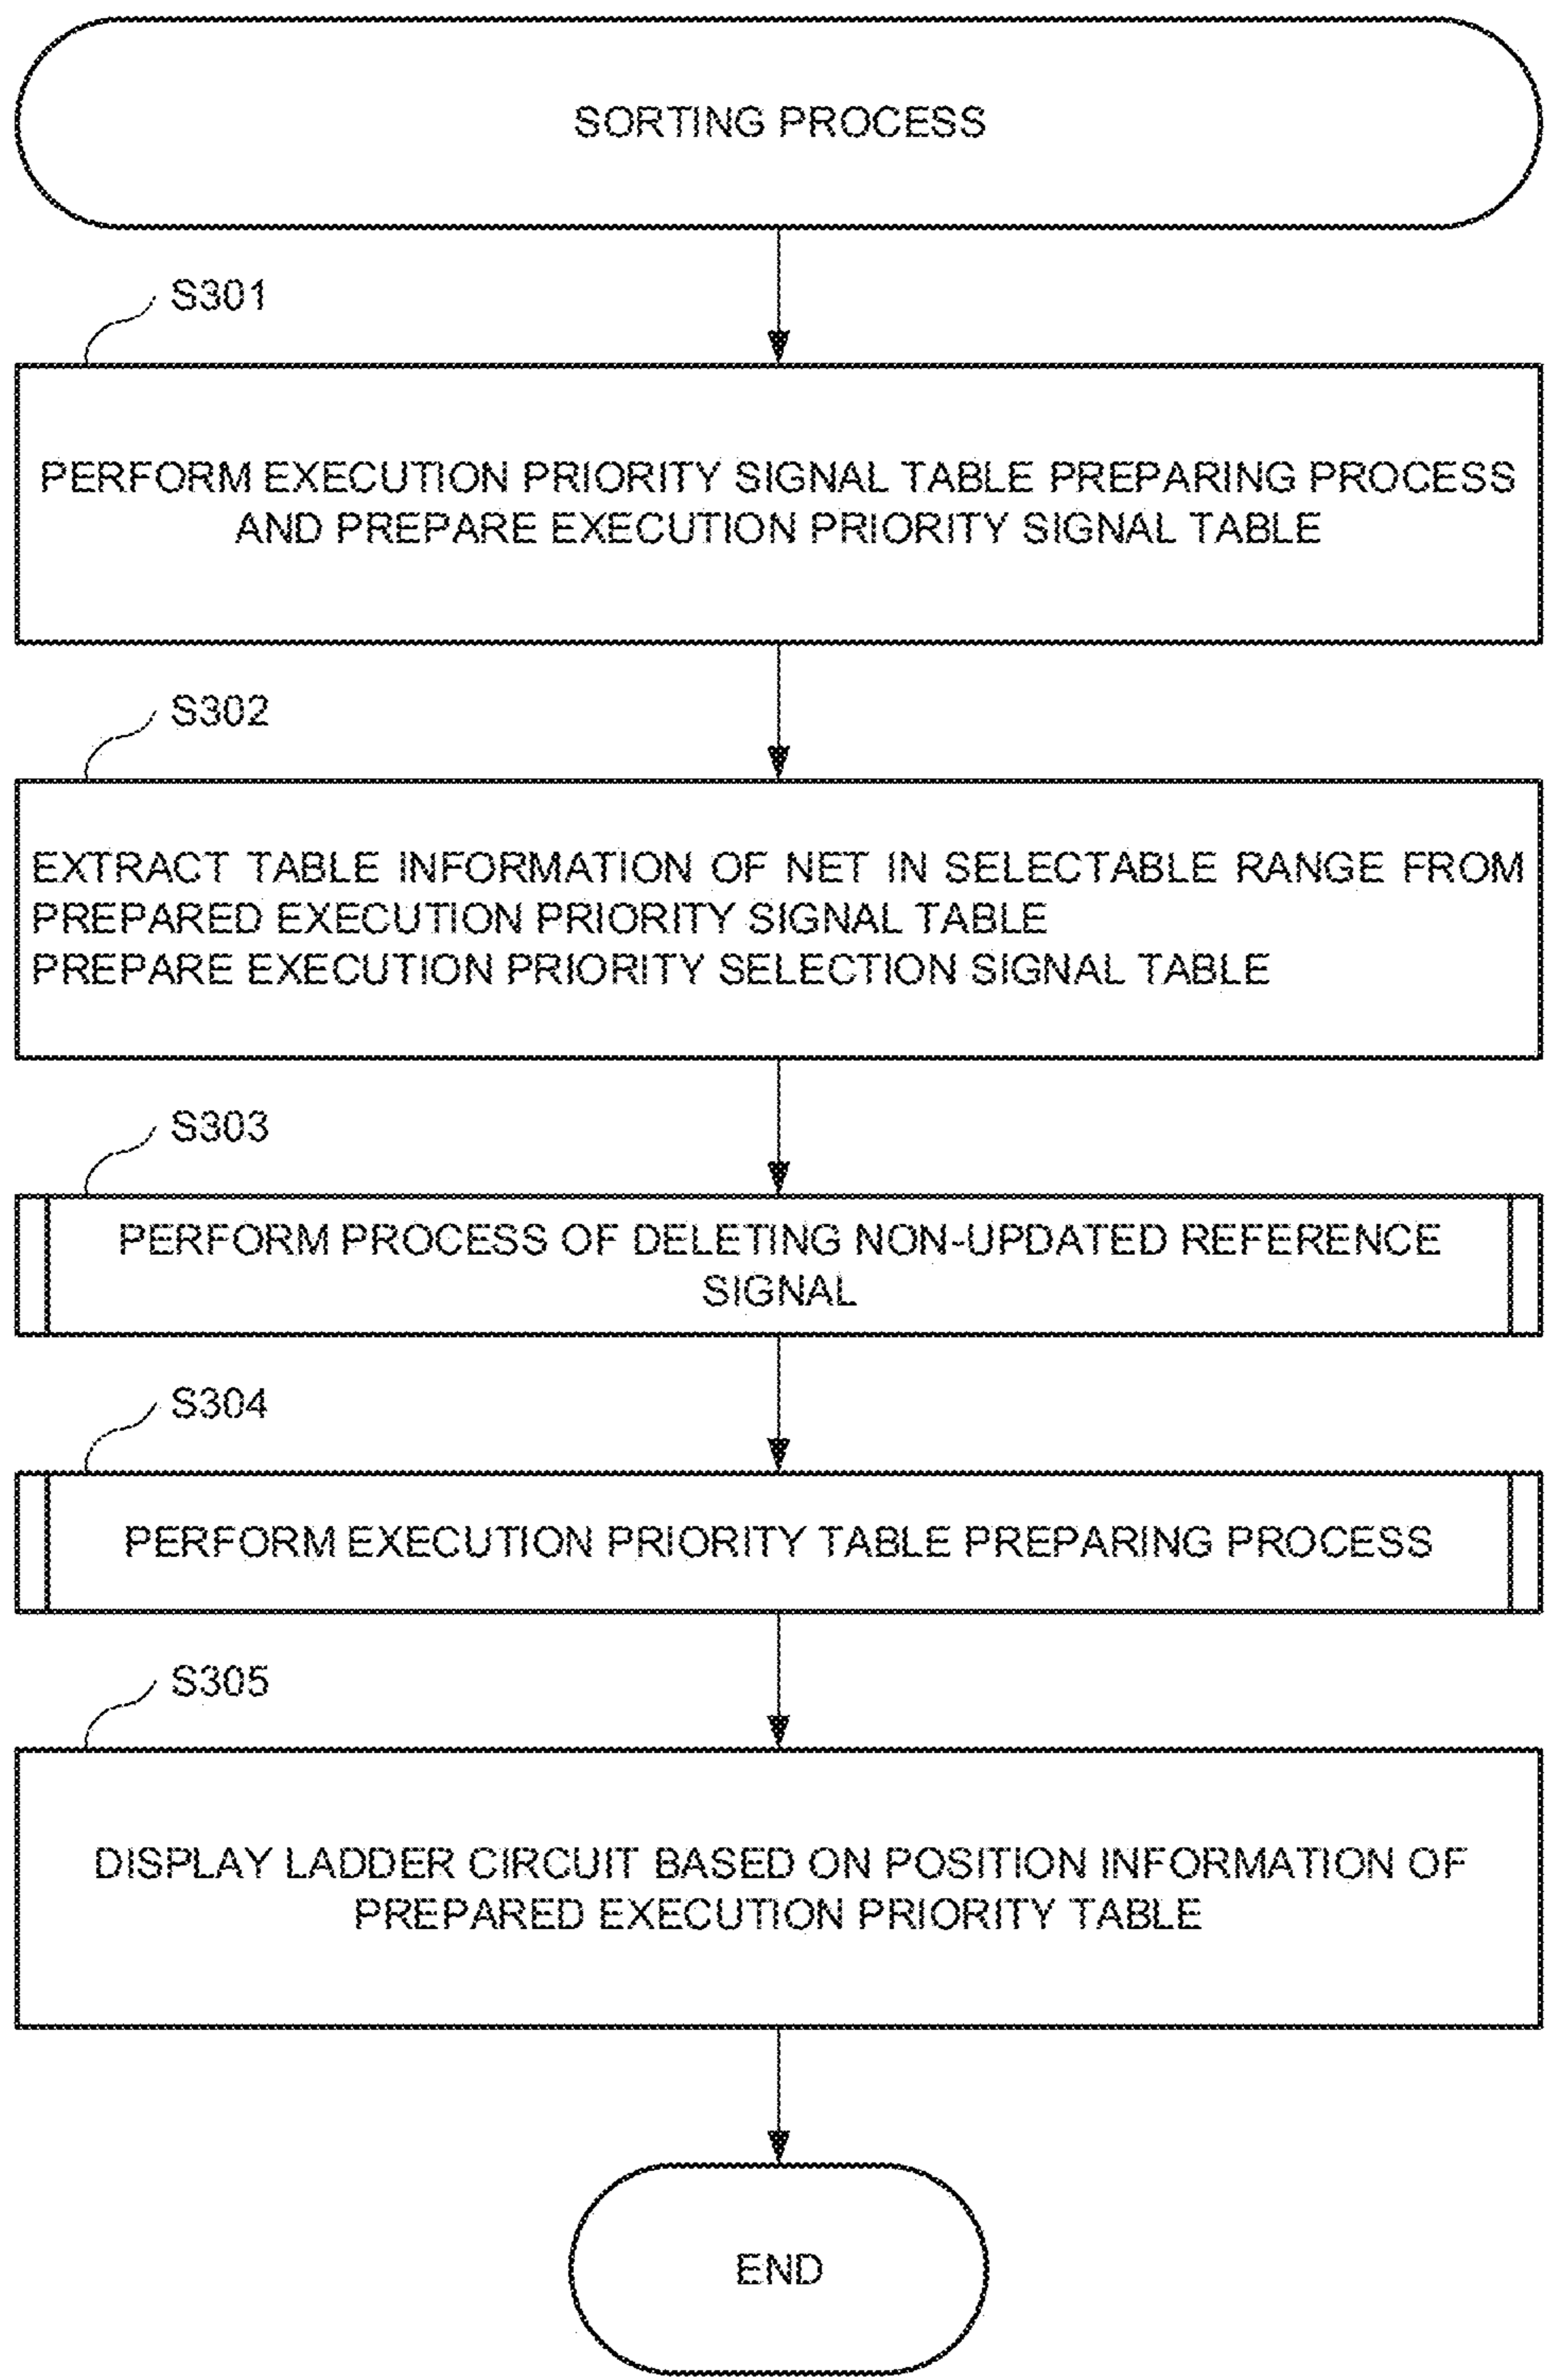 SORTING PROCESS
S301
PERFORM EXECUTION PRIORITY SIGNAL TABLE PREPARING PROCESS
AND PREPARE EXECUTION PRIORITY SIGNAL TABLE
S302
EXTRACT TABLE INFORMATION OF NET IN SELECTABLE RANGE FROM
PREPARED EXECUTION PRIORITY SIGNAL TABLE
PREPARE EXECUTION PRIORITY SELECTION SIGNAL TABLE
S303
PERFORM PROCESS OF DELETING NON-UPDATED REFERENCE
SIGNAL
S304
PERFORM EXECUTION PRIORITY TABLE PREPARING PROCESS
S305
DISPLAY LADDER CIRCUIT BASED ON POSITION INFORMATION OF
PREPARED EXECUTION PRIORITY TABLE
END